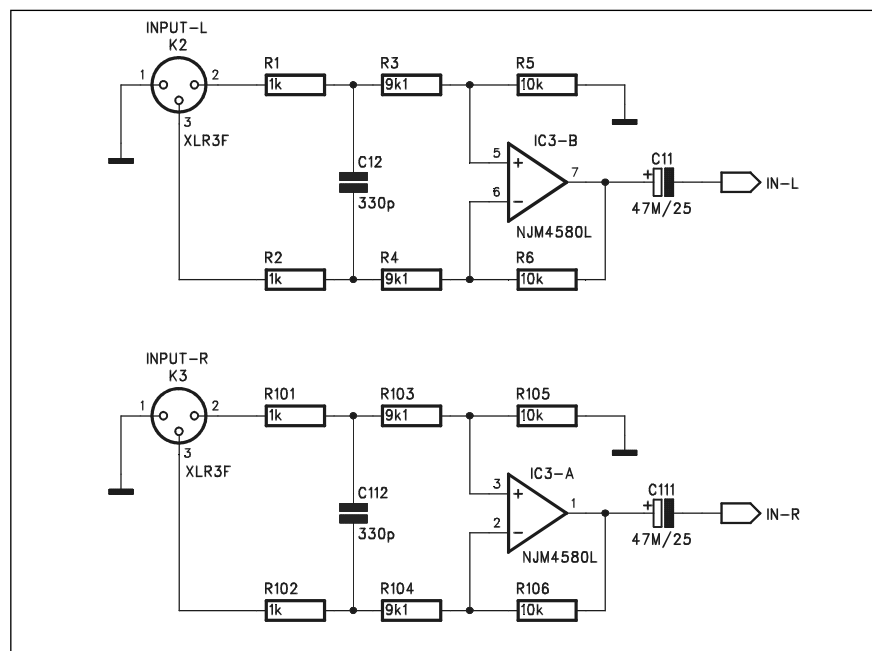 INPUT-L
K2
1
2
3
XLR3F
R1
1k
R3
9k1
R5
10k
C12
330p
5
+
6
−
7
IC3-B
NJM4580L
C11
+
47M/25
IN-L
R2
1k
R4
9k1
R6
10k
INPUT-R
K3
1
2
3
XLR3F
R101
1k
R103
9k1
R105
10k
C112
330p
3
+
2
−
1
IC3-A
NJM4580L
C111
+
47M/25
IN-R
R102
1k
R104
9k1
R106
10k